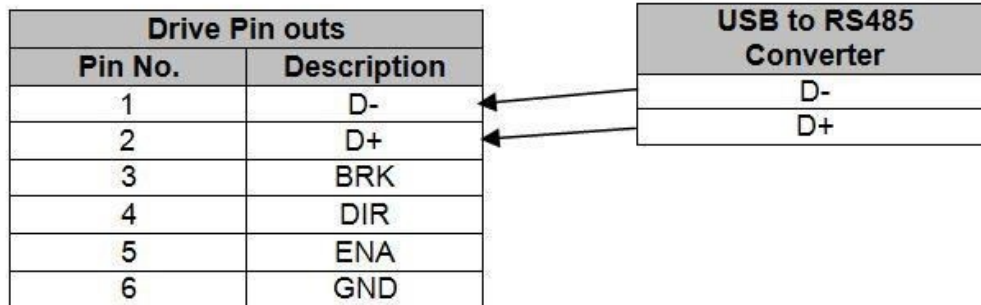 Drive Pin outs
Pin No. Description
1 D-
2 D+
3 BRK
4 DIR
5 ENA
6 GND
USB to RS485
Converter
D-
D+